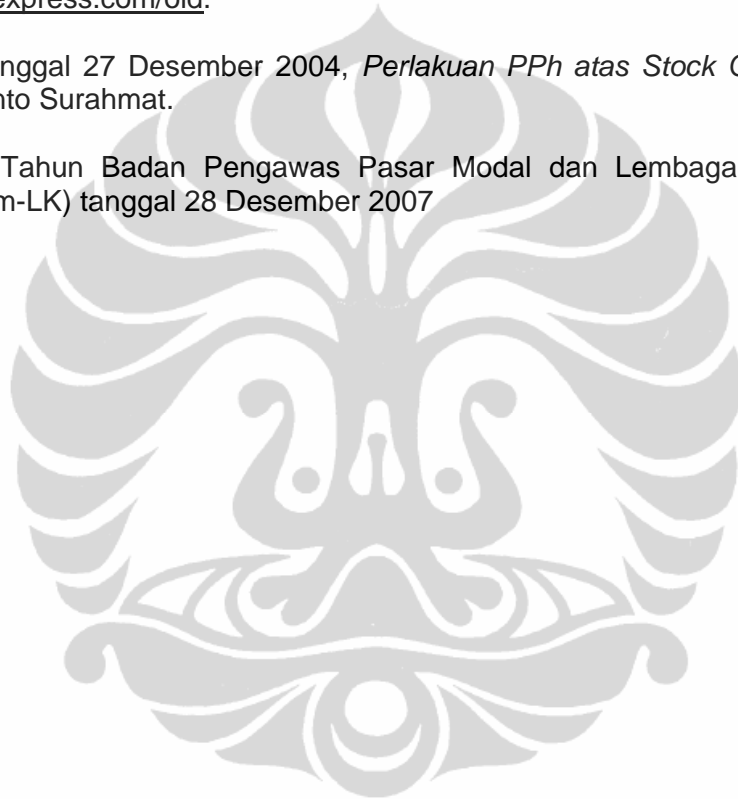 express.com/old.
nggal 27 Desember 2004, Perlakuan PPh atas Stock
nto Surahmat.
Tahun Badan Pengawas Pasar Modal dan Lembaga
m-LK) tanggal 28 Desember 2007